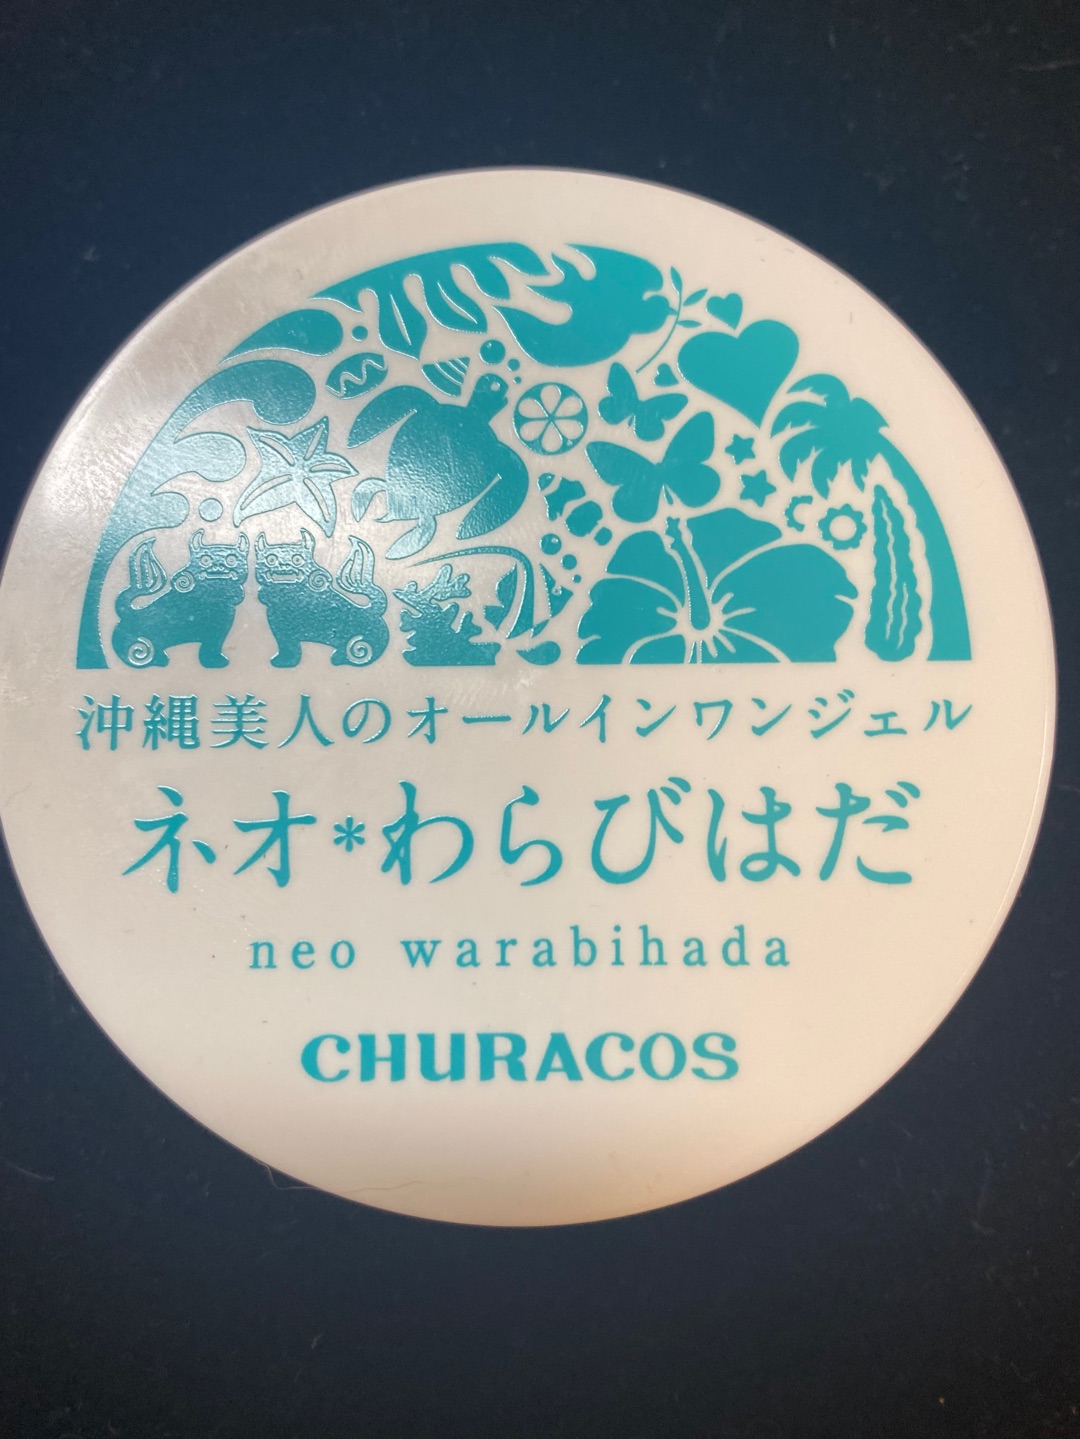 沖縄美人のオールインワンジェル
ネオ*わらびはだ
neo warabihada
CHURACOS